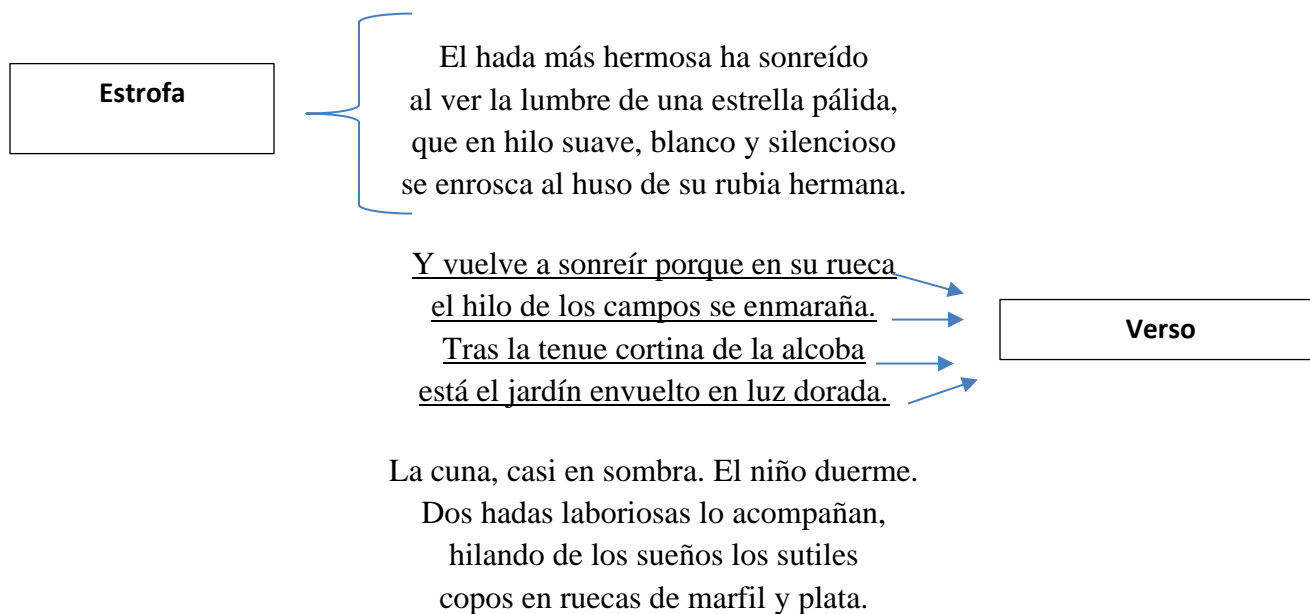 Estrofa
El hada más hermosa ha sonreído
al ver la lumbre de una estrella pálida,
que en hilo suave, blanco y silencioso
se enrosca al huso de su rubia hermana.
Y vuelve a sonreír porque en su rueca
el hilo de los campos se enmaraña.
Tras la tenue cortina de la alcoba
está el jardín envuelto en luz dorada.
Verso
La cuna, casi en sombra. El niño duerme.
Dos hadas laboriosas lo acompañan,
hilando de los sueños los sutiles
copos en ruecas de marfil y plata.